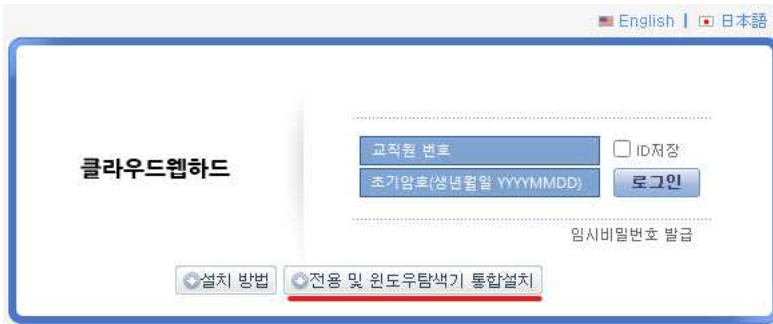 English | 日本語
교직원 번호
ID저장
클라우드웹하드
초기암호(생년월일 YYYYMMDD)
로그인
임시비밀번호 발급
설치 방법
전용 및 윈도우탐색기 통합설치